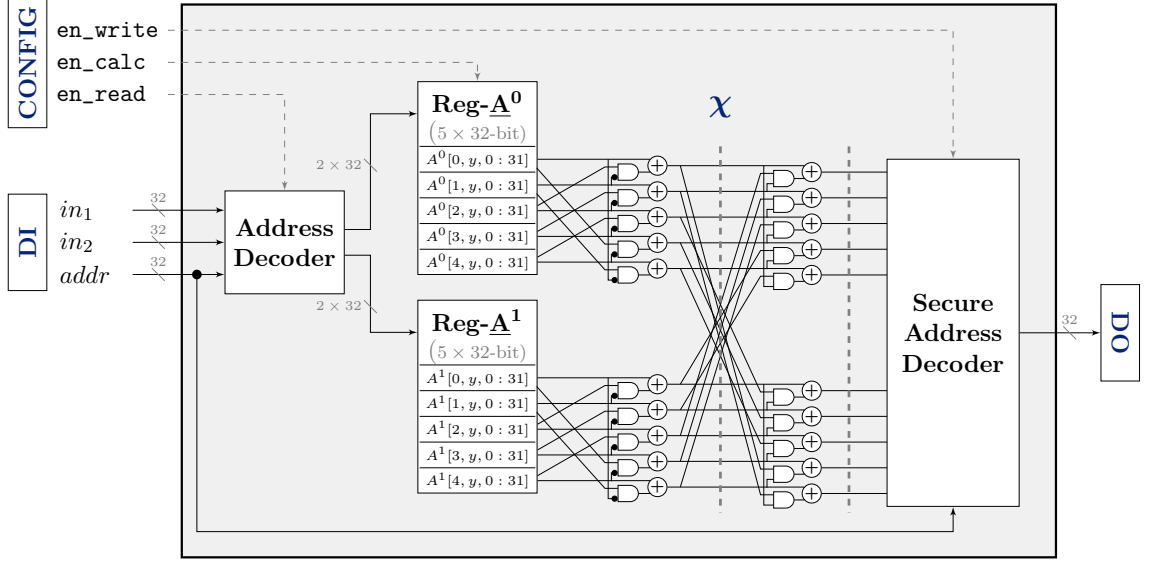 CONFIG
en_write
en_calc
en_read
DI
in₁
in₂
addr
32
32
32
Address
Decoder
2 × 32
2 × 32
Reg-A⁰
(5 × 32-bit)
A⁰[0, y, 0 : 31]
A⁰[1, y, 0 : 31]
A⁰[2, y, 0 : 31]
A⁰[3, y, 0 : 31]
A⁰[4, y, 0 : 31]
Reg-A¹
(5 × 32-bit)
A¹[0, y, 0 : 31]
A¹[1, y, 0 : 31]
A¹[2, y, 0 : 31]
A¹[3, y, 0 : 31]
A¹[4, y, 0 : 31]
χ
Secure
Address
Decoder
32
DO